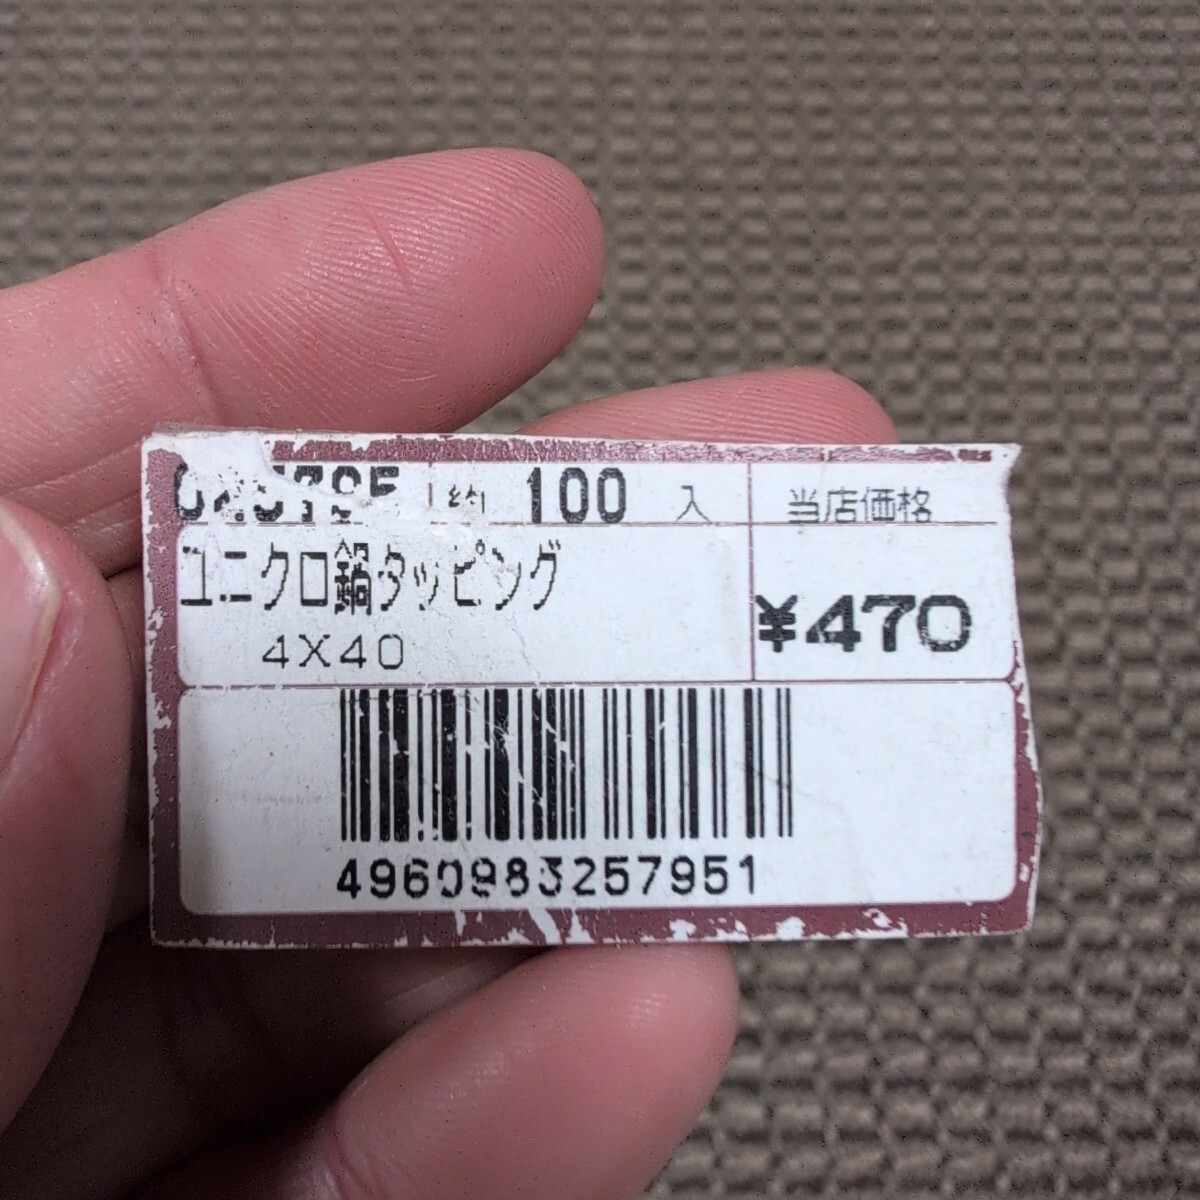 約 100 入 当店価格
ユニクロ鍋タッピング
¥470
4X40
4960983257951